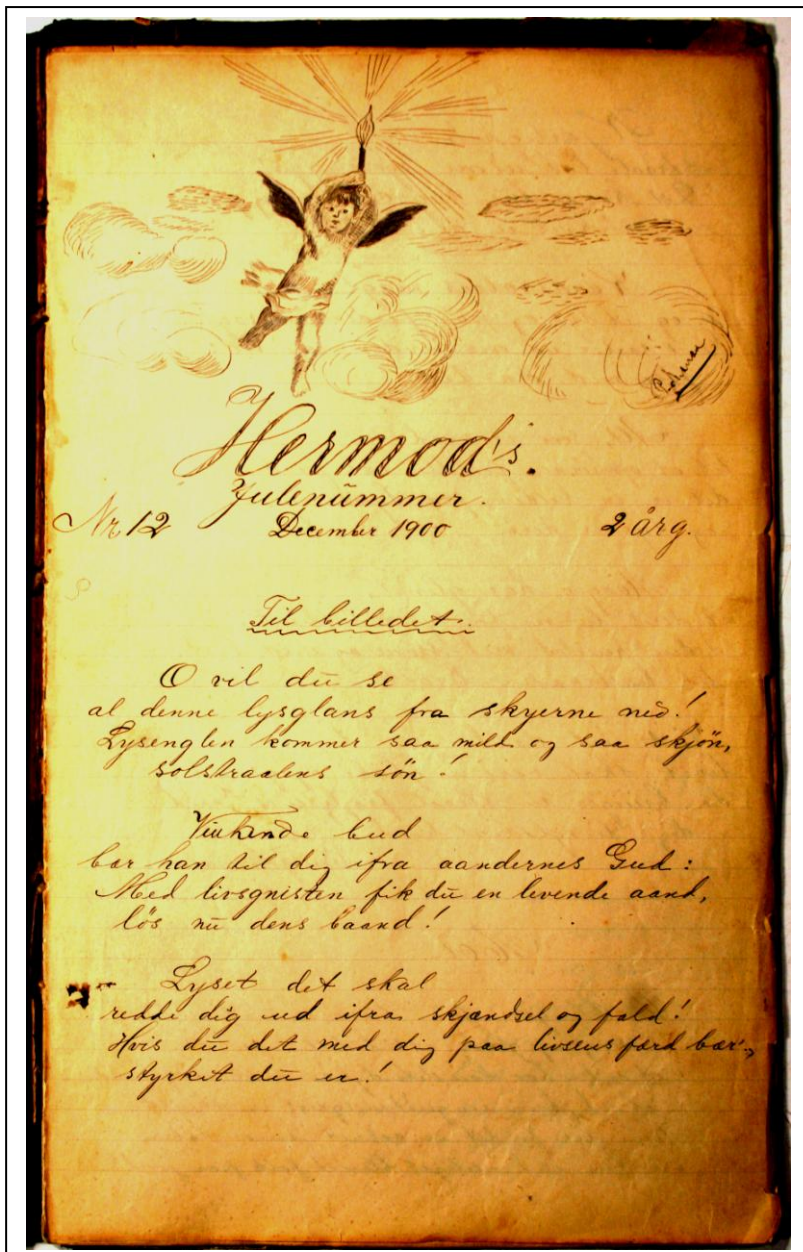 Hermod's.
Julenummer.
Nr 12 December 1900 2 årg.
Til billedet.
O vil du se
al denne lysglans fra skyerne ned!
Lysenglen kommer saa mild og saa skjön,
solstraalens sön!
Vinkende bud
bær han til dig ifra aandernes Gud:
Med livsgnisten fik du en levende aand,
lös nu dens baand!
Lyset det skal
redde dig ud ifra skjændsel og fald!
Hvis du det med dig paa livsens færd bær',
styrket du er!